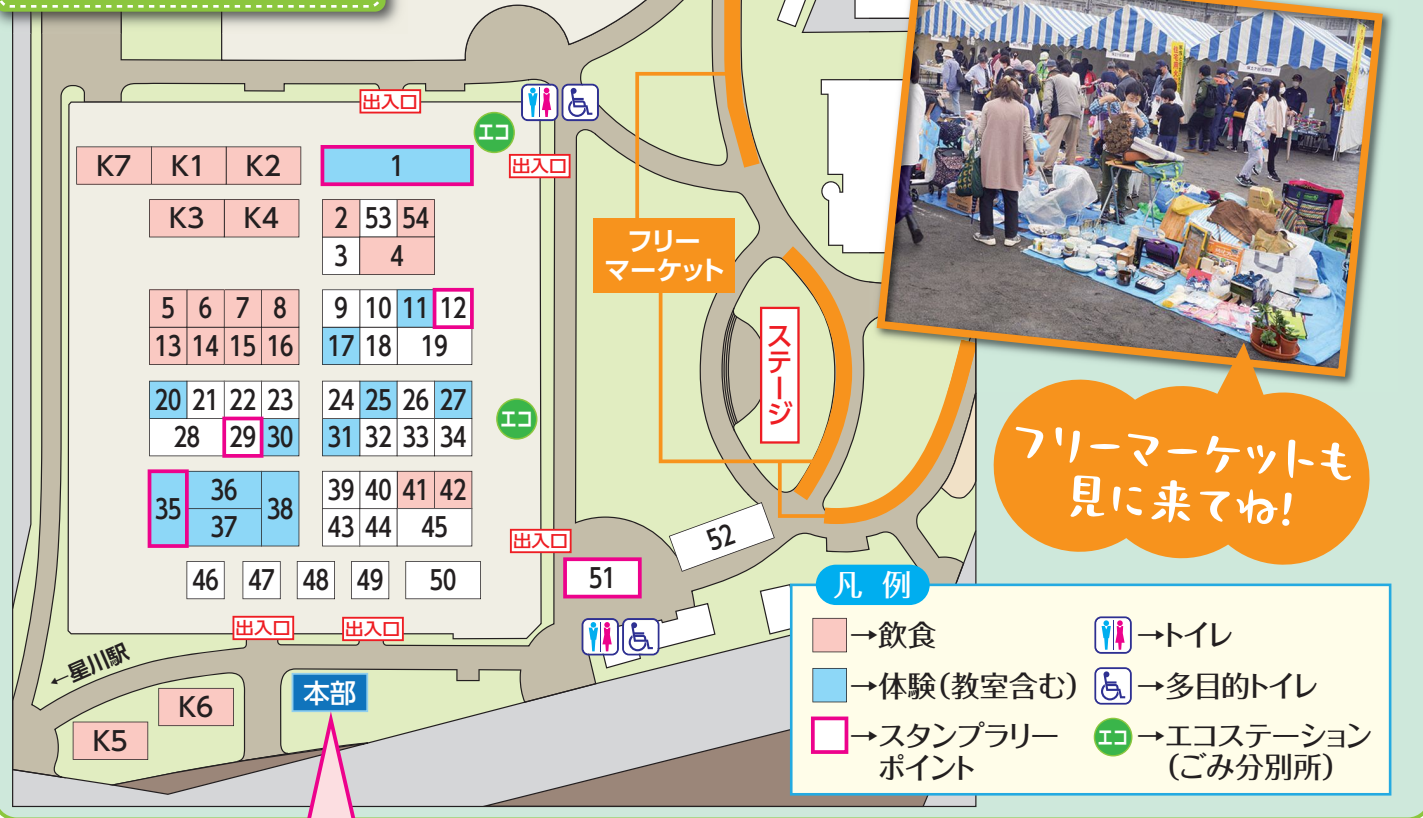 出入口
エコ
出入口
K7 K1 K2
1
K3 K4
2 53 54
3 4
フリー
マーケット
5 6 7 8
13 14 15 16
9 10 11 12
17 18 19
ステージ
20 21 22 23
28 29 30
24 25 26 27
31 32 33 34
エコ
35 36 37 38
39 40 41 42
43 44 45
46 47 48 49 50
出入口
51
52
出入口
出入口
←星川駅
本部
K6
K5
フリーマーケットも
見に来てね!
凡例
→飲食
→トイレ
→体験(教室含む)
→多目的トイレ
→スタンプラリー
ポイント
エコ→エコステーション
(ごみ分別所)